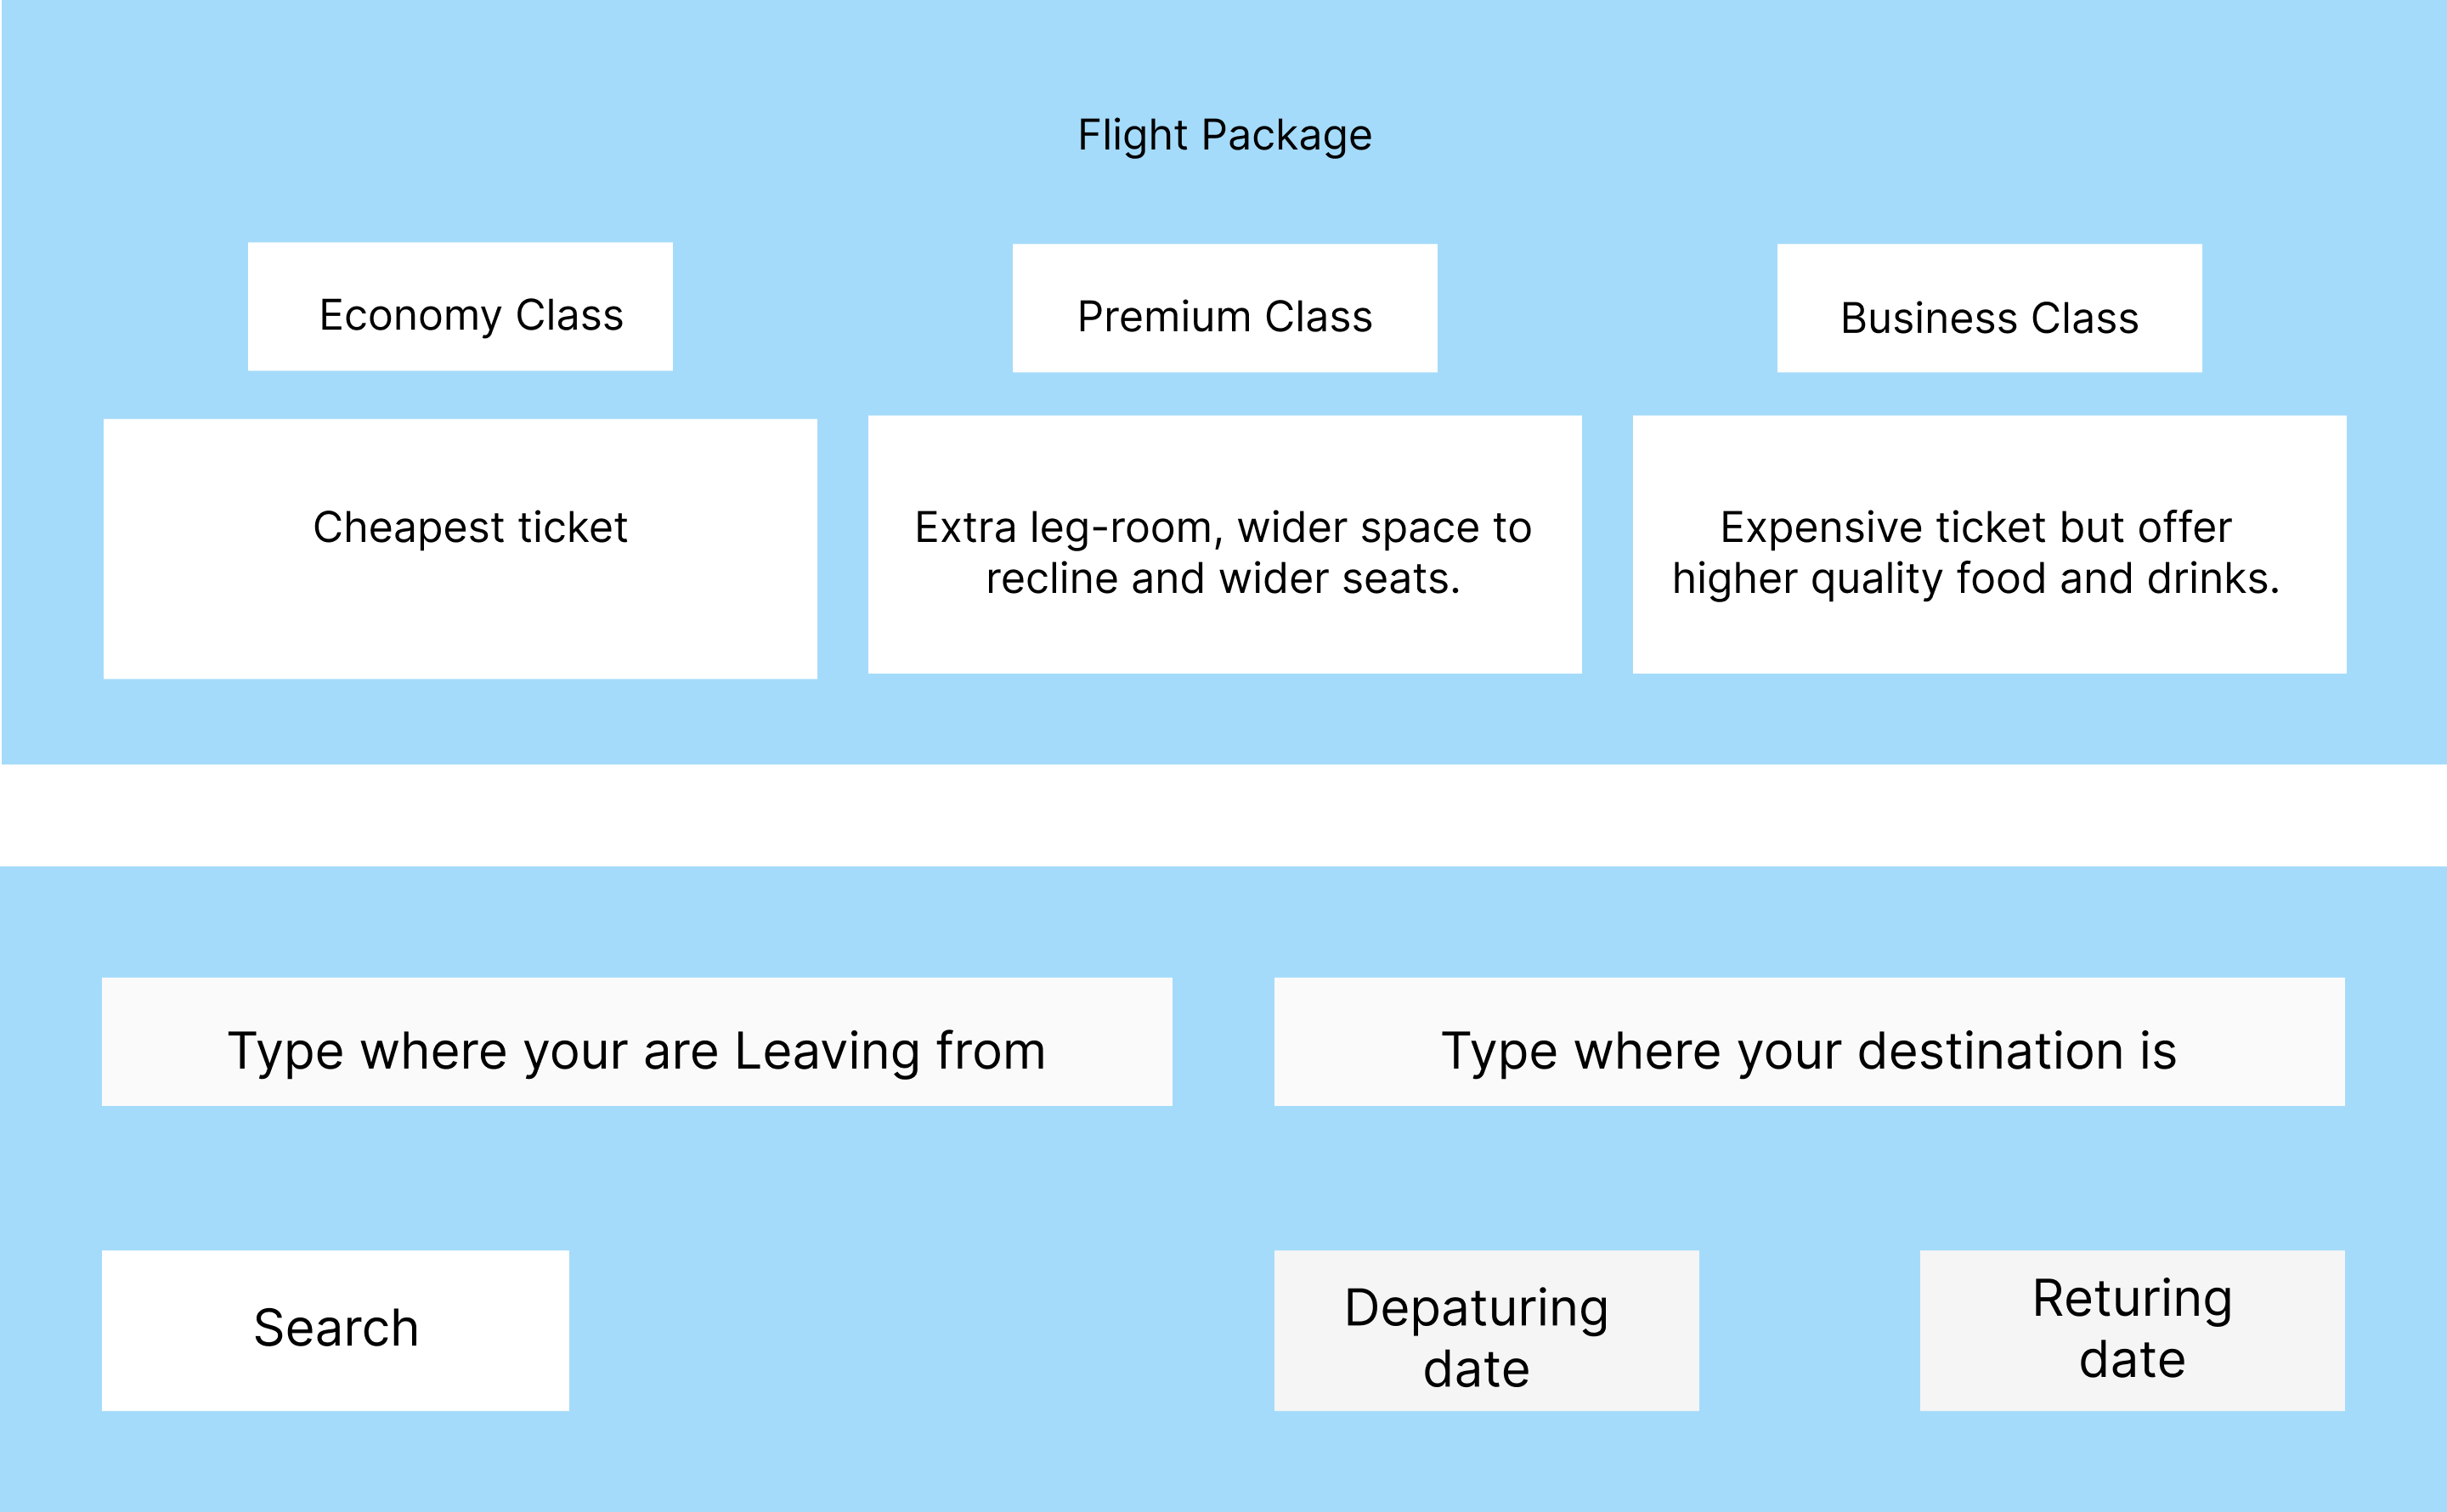 Flight Package
Economy Class
Premium Class
Business Class
Cheapest ticket
Extra leg-room, wider space to
recline and wider seats.
Expensive ticket but offer
higher quality food and drinks.
Type where your are Leaving from
Type where your destination is
Search
Depaturing
date
Returing
date